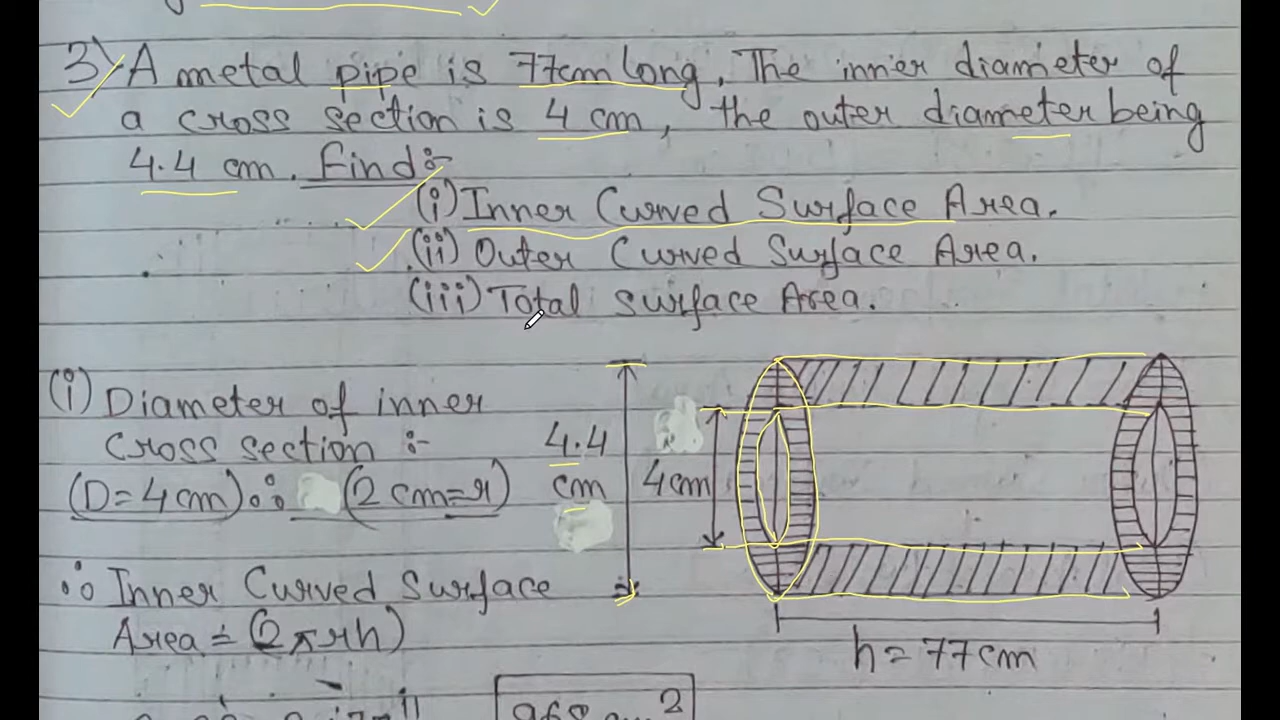 3) A metal pipe is 77cm long. The inner diameter of
a cross section is 4 cm, the outer diameter being
4.4 cm. Find:-
(i) Inner Curved Surface Area.
(ii) Outer Curved Surface Area.
(iii) Total surface Area.
(i) Diameter of inner
cross section :-
(D = 4 cm) ∴ (2 cm = r)
4.4
cm
4cm
∴ Inner Curved Surface
Area = (2πrh)
h = 77cm
968 cm²